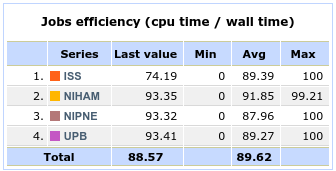 Jobs efficiency (cpu time / wall time)
Series Last value Min Avg Max
1. ISS 74.19 0 89.39 100
2. NIHAM 93.35 0 91.85 99.21
3. NIPNE 93.32 0 87.96 100
4. UPB 93.41 0 89.27 100
Total 88.57 89.62